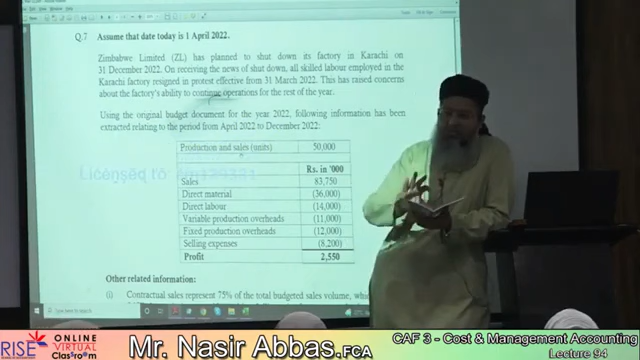 Q.7 Assume that date today is 1 April 2022.
Zimbabwe Limited (ZL) has planned to shut down its factory in Karachi on
31 December 2022. On receiving the news of shut down, all skilled labour employed in the
Karachi factory resigned in protest effective from 31 March 2022. This has raised concerns
about the factory's ability to continue operations for the rest of the year.
Using the original budget document for the year 2022, following information has been
extracted relating to the period from April 2022 to December 2022:
Production and sales (units) 50,000
Rs. in '000
Sales 83,750
Direct material (36,000)
Direct labour (14,000)
Variable production overheads (11,000)
Fixed production overheads (12,000)
Selling expenses (8,200)
Profit 2,550
Other related information:
(i) Contractual sales represent 75% of the total budgeted sales volume,
Licensed to:
RISE ONLINE VIRTUAL Classroom
Mr. Nasir Abbas.FCA
CAF 3 - Cost & Management Accounting
Lecture 94